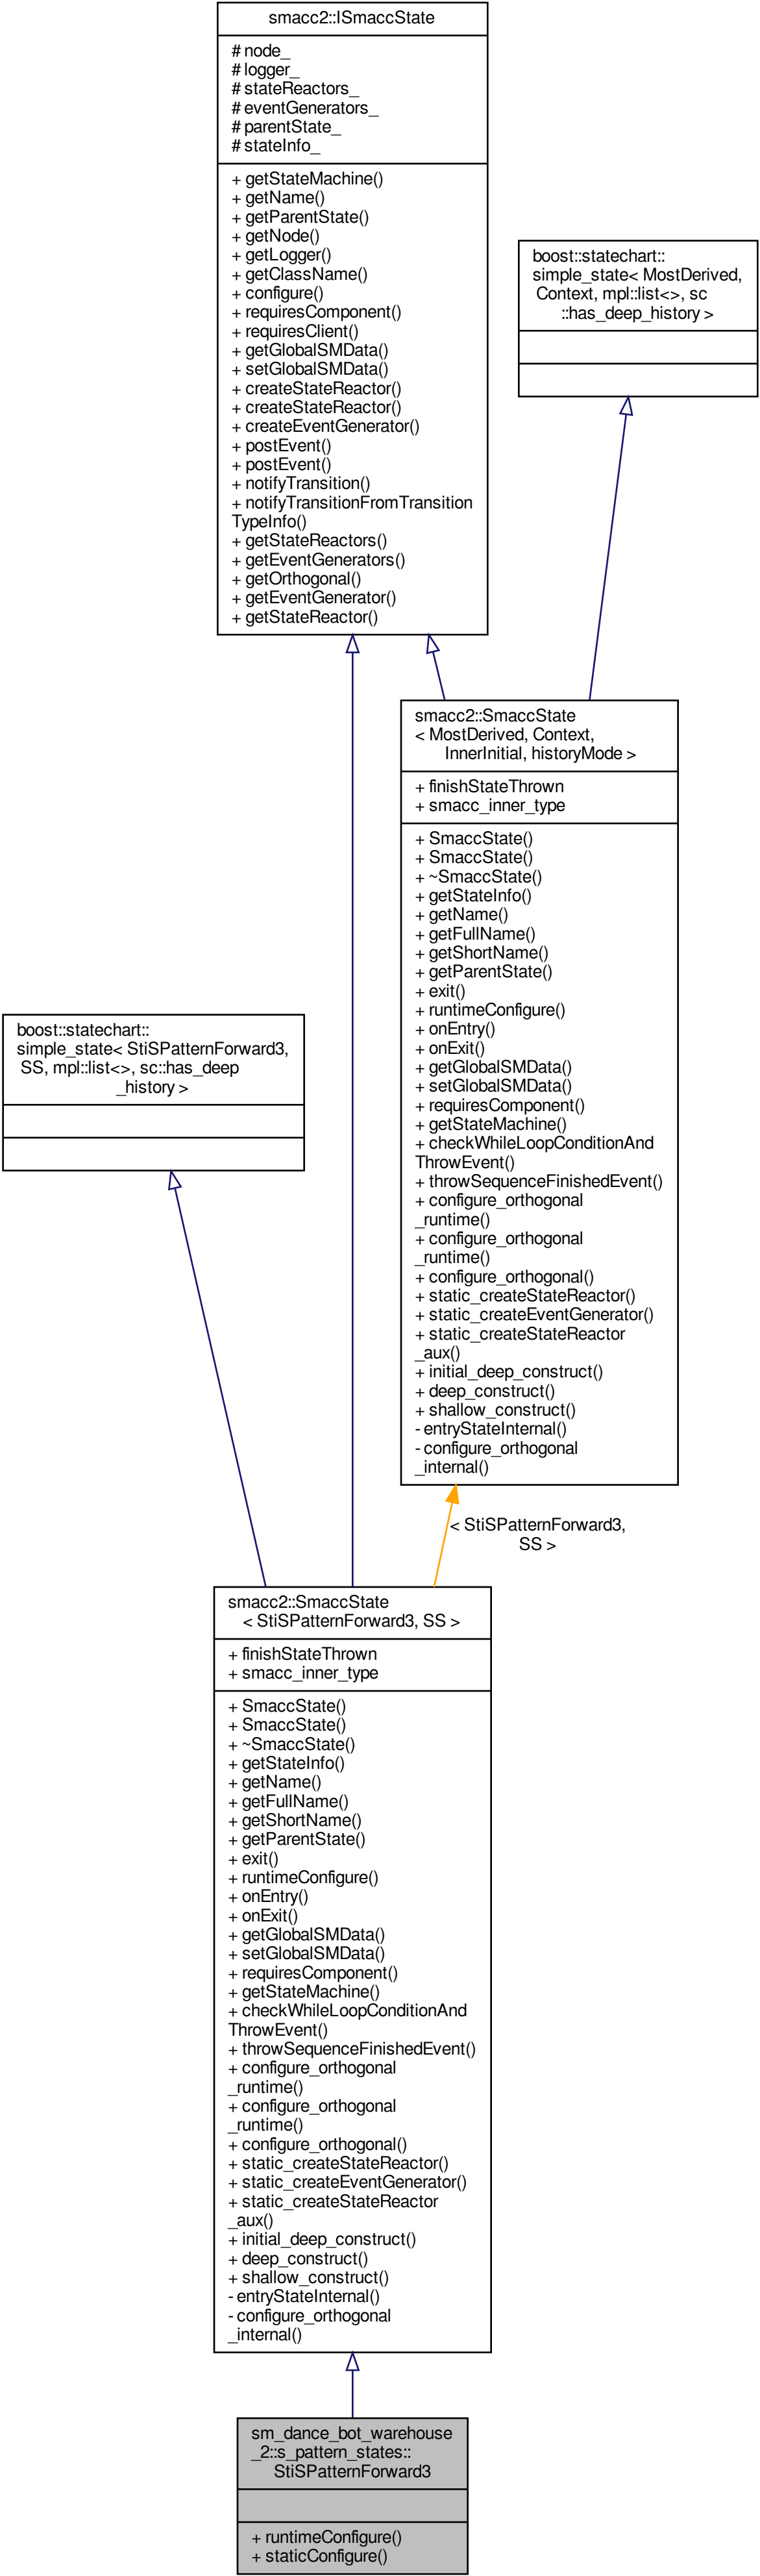 smacc2::ISmaccState
# node_
# logger_
# stateReactors_
# eventGenerators_
# parentState_
# stateInfo_
+ getStateMachine()
+ getName()
+ getParentState()
+ getNode()
+ getLogger()
+ getClassName()
+ configure()
+ requiresComponent()
+ requiresClient()
+ getGlobalSMData()
+ setGlobalSMData()
+ createStateReactor()
+ createStateReactor()
+ createEventGenerator()
+ postEvent()
+ postEvent()
+ notifyTransition()
+ notifyTransitionFromTransition
TypeInfo()
+ getStateReactors()
+ getEventGenerators()
+ getOrthogonal()
+ getEventGenerator()
+ getStateReactor()
boost::statechart::
simple_state< MostDerived,
Context, mpl::list<>, sc
::has_deep_history >
smacc2::SmaccState
< MostDerived, Context,
InnerInitial, historyMode >
+ finishStateThrown
+ smacc_inner_type
+ SmaccState()
+ SmaccState()
+ ~SmaccState()
+ getStateInfo()
+ getName()
+ getFullName()
+ getShortName()
+ getParentState()
+ exit()
+ runtimeConfigure()
+ onEntry()
+ onExit()
+ getGlobalSMData()
+ setGlobalSMData()
+ requiresComponent()
+ getStateMachine()
+ checkWhileLoopConditionAnd
ThrowEvent()
+ throwSequenceFinishedEvent()
+ configure_orthogonal
_runtime()
+ configure_orthogonal
_runtime()
+ configure_orthogonal()
+ static_createStateReactor()
+ static_createEventGenerator()
+ static_createStateReactor
_aux()
+ initial_deep_construct()
+ deep_construct()
+ shallow_construct()
- entryStateInternal()
- configure_orthogonal
_internal()
boost::statechart::
simple_state< StiSPatternForward3,
SS, mpl::list<>, sc::has_deep
_history >
< StiSPatternForward3,
SS >
smacc2::SmaccState
< StiSPatternForward3, SS >
+ finishStateThrown
+ smacc_inner_type
+ SmaccState()
+ SmaccState()
+ ~SmaccState()
+ getStateInfo()
+ getName()
+ getFullName()
+ getShortName()
+ getParentState()
+ exit()
+ runtimeConfigure()
+ onEntry()
+ onExit()
+ getGlobalSMData()
+ setGlobalSMData()
+ requiresComponent()
+ getStateMachine()
+ checkWhileLoopConditionAnd
ThrowEvent()
+ throwSequenceFinishedEvent()
+ configure_orthogonal
_runtime()
+ configure_orthogonal
_runtime()
+ configure_orthogonal()
+ static_createStateReactor()
+ static_createEventGenerator()
+ static_createStateReactor
_aux()
+ initial_deep_construct()
+ deep_construct()
+ shallow_construct()
- entryStateInternal()
- configure_orthogonal
_internal()
sm_dance_bot_warehouse
_2::s_pattern_states::
StiSPatternForward3
+ runtimeConfigure()
+ staticConfigure()